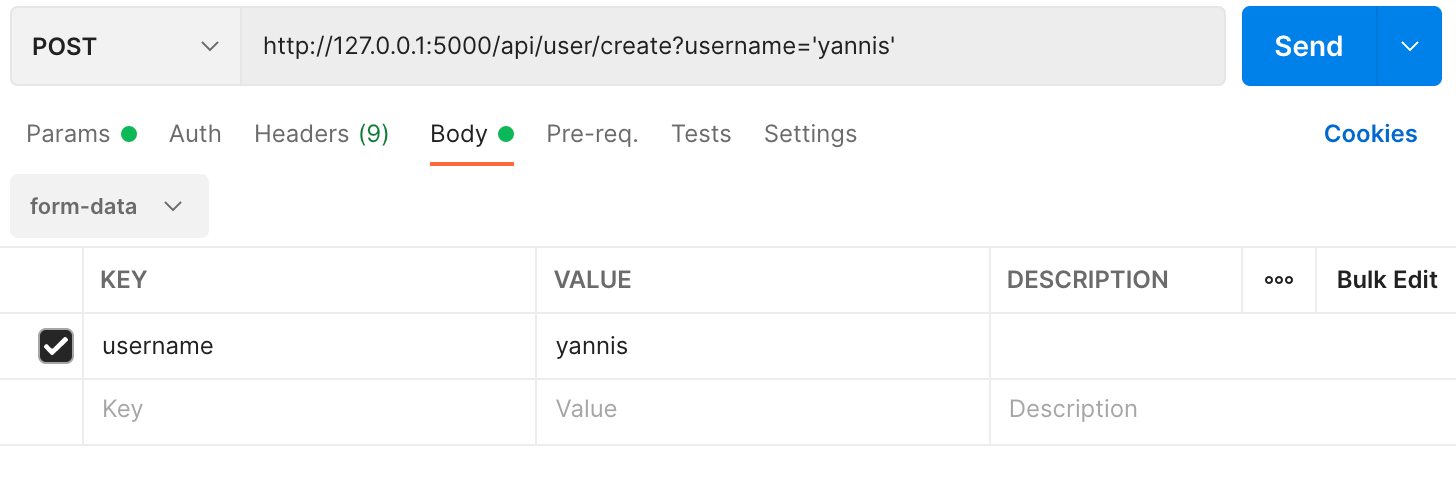 POST http://127.0.0.1:5000/api/user/create?username='yannis' Send
Params Auth Headers (9) Body Pre-req. Tests Settings Cookies
form-data
KEY VALUE DESCRIPTION ooo Bulk Edit
username yannis
Key Value Description